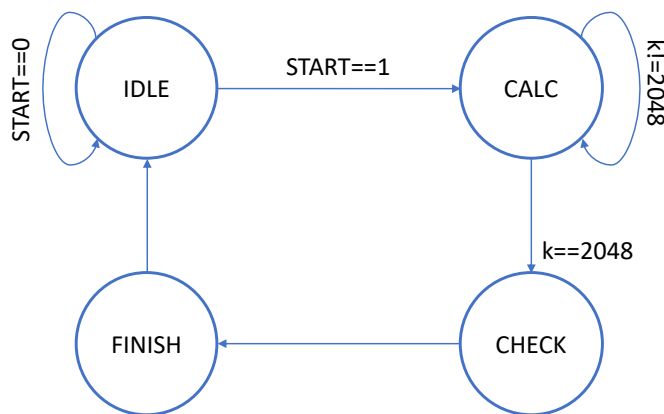 START==0
IDLE
START==1
CALC
k!=2048
k==2048
FINISH
CHECK